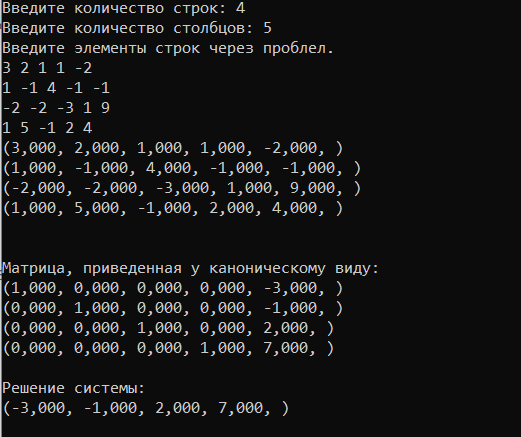 Введите количество строк: 4
Введите количество столбцов: 5
Введите элементы строк через проблел.
3 2 1 1 -2
1 -1 4 -1 -1
-2 -2 -3 1 9
1 5 -1 2 4
(3,000, 2,000, 1,000, 1,000, -2,000, )
(1,000, -1,000, 4,000, -1,000, -1,000, )
(-2,000, -2,000, -3,000, 1,000, 9,000, )
(1,000, 5,000, -1,000, 2,000, 4,000, )
Матрица, приведенная у каноническому виду:
(1,000, 0,000, 0,000, 0,000, -3,000, )
(0,000, 1,000, 0,000, 0,000, -1,000, )
(0,000, 0,000, 1,000, 0,000, 2,000, )
(0,000, 0,000, 0,000, 1,000, 7,000, )
Решение системы:
(-3,000, -1,000, 2,000, 7,000, )